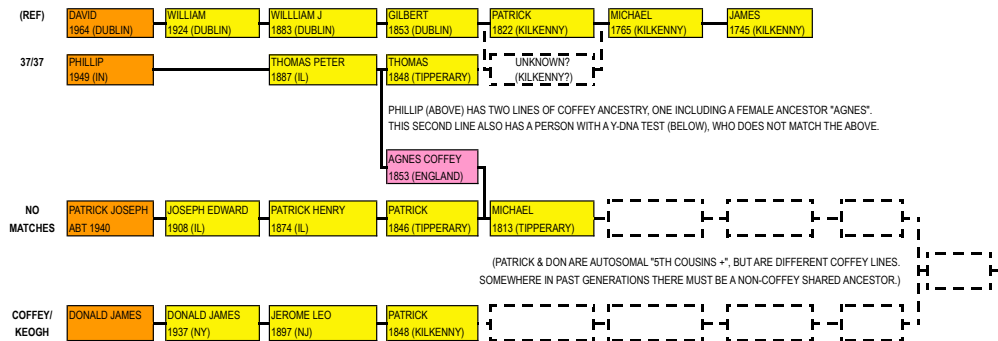 (REF)
DAVID
1964 (DUBLIN)
WILLIAM
1924 (DUBLIN)
WILLLIAM J
1883 (DUBLIN)
GILBERT
1853 (DUBLIN)
PATRICK
1822 (KILKENNY)
MICHAEL
1765 (KILKENNY)
JAMES
1745 (KILKENNY)
37/37
PHILLIP
1949 (IN)
THOMAS PETER
1887 (IL)
THOMAS
1848 (TIPPERARY)
UNKNOWN?
(KILKENNY?)
PHILLIP (ABOVE) HAS TWO LINES OF COFFEY ANCESTRY, ONE INCLUDING A FEMALE ANCESTOR "AGNES".
THIS SECOND LINE ALSO HAS A PERSON WITH A Y-DNA TEST (BELOW), WHO DOES NOT MATCH THE ABOVE.
AGNES COFFEY
1853 (ENGLAND)
NO
MATCHES
PATRICK JOSEPH
ABT 1940
JOSEPH EDWARD
1908 (IL)
PATRICK HENRY
1874 (IL)
PATRICK
1846 (TIPPERARY)
MICHAEL
1813 (TIPPERARY)
(PATRICK & DON ARE AUTOSOMAL "5TH COUSINS +", BUT ARE DIFFERENT COFFEY LINES.
SOMEWHERE IN PAST GENERATIONS THERE MUST BE A NON-COFFEY SHARED ANCESTOR.)
COFFEY/
KEOGH
DONALD JAMES
DONALD JAMES
1937 (NY)
JEROME LEO
1897 (NJ)
PATRICK
1848 (KILKENNY)